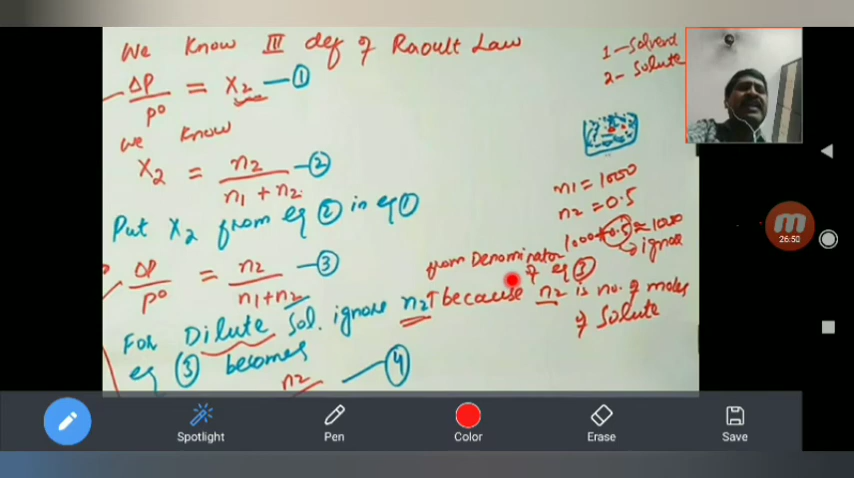 We Know III def of Raoult Law
1 - Solvent
2 - Solute
ΔP/P° = X2 — ①
We Know
X2 = n2/(n1 + n2) — ②
n1 = 1000
n2 = 0.5
1000 + 0.5 ≈ 1000
→ ignore
Put X2 from eq ② in eq ①
ΔP/P° = n2/(n1+n2) — ③
from Denominator
of eq ③
For Dilute Sol. ignore n2↑ because n2 is no. of moles
of Solute
eq ③ becomes
n2 — ④
26:50
Spotlight
Pen
Color
Erase
Save